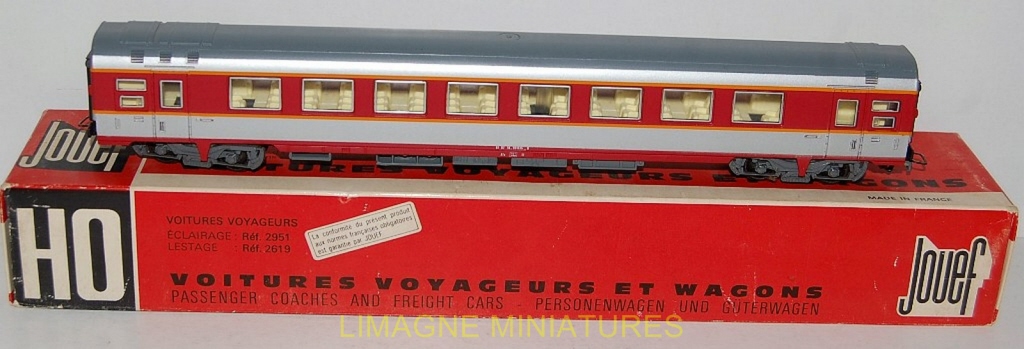 Jouef
VOYAGEURS ET WAGONS
MADE IN FRANCE
HO
VOITURES VOYAGEURS
ÉCLAIRAGE : Réf. 2951
LESTAGE : Réf. 2619
La conformité du présent produit
aux normes françaises obligatoires
est garantie par JOUEF
Jouef
VOITURES VOYAGEURS ET WAGONS
PASSENGER COACHES AND FREIGHT CARS - PERSONENWAGEN UND GÜTERWAGEN
LIMAGNE MINIATURES